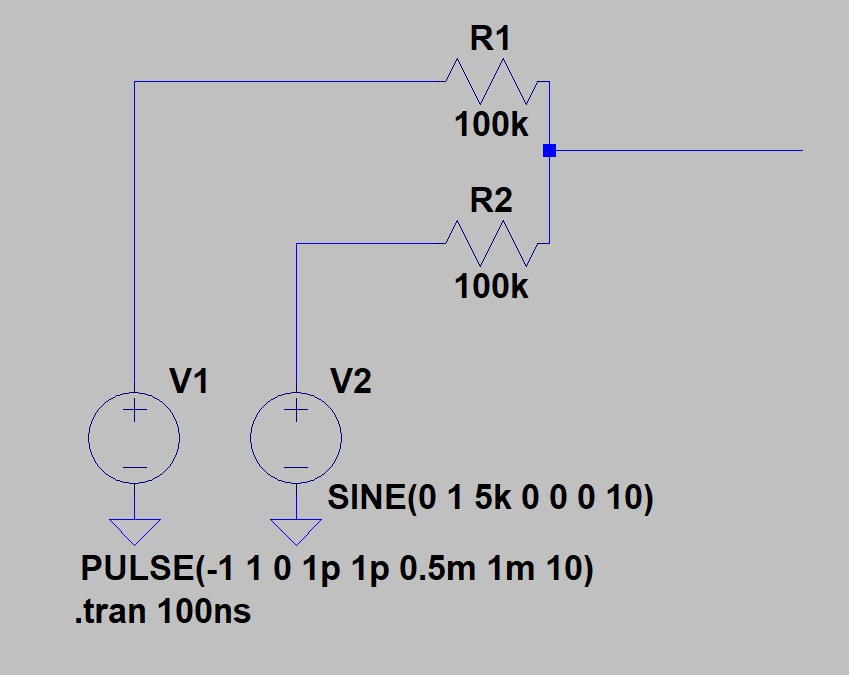 R1
100k
R2
100k
V1
V2
SINE(0 1 5k 0 0 0 10)
PULSE(-1 1 0 1p 1p 0.5m 1m 10)
.tran 100ns